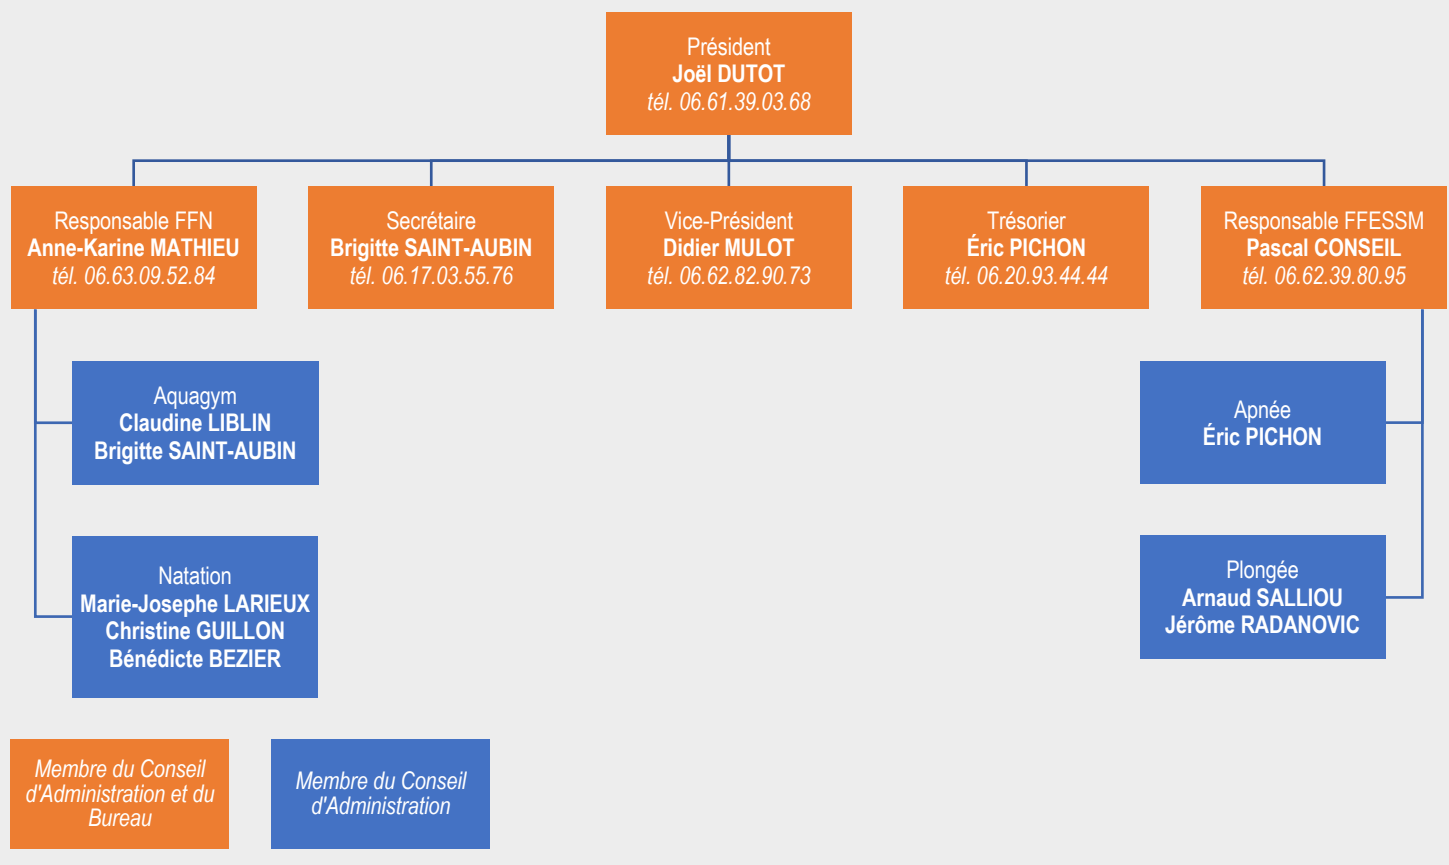 Président
Joël DUTOT
tél. 06.61.39.03.68
Responsable FFN
Anne-Karine MATHIEU
tél. 06.63.09.52.84
Secrétaire
Brigitte SAINT-AUBIN
tél. 06.17.03.55.76
Vice-Président
Didier MULOT
tél. 06.62.82.90.73
Trésorier
Éric PICHON
tél. 06.20.93.44.44
Responsable FFESSM
Pascal CONSEIL
tél. 06.62.39.80.95
Aquagym
Claudine LIBLIN
Brigitte SAINT-AUBIN
Apnée
Éric PICHON
Natation
Marie-Josephe LARIEUX
Christine GUILLON
Bénédicte BEZIER
Plongée
Arnaud SALLIOU
Jérôme RADANOVIC
Membre du Conseil
d'Administration et du
Bureau
Membre du Conseil
d'Administration